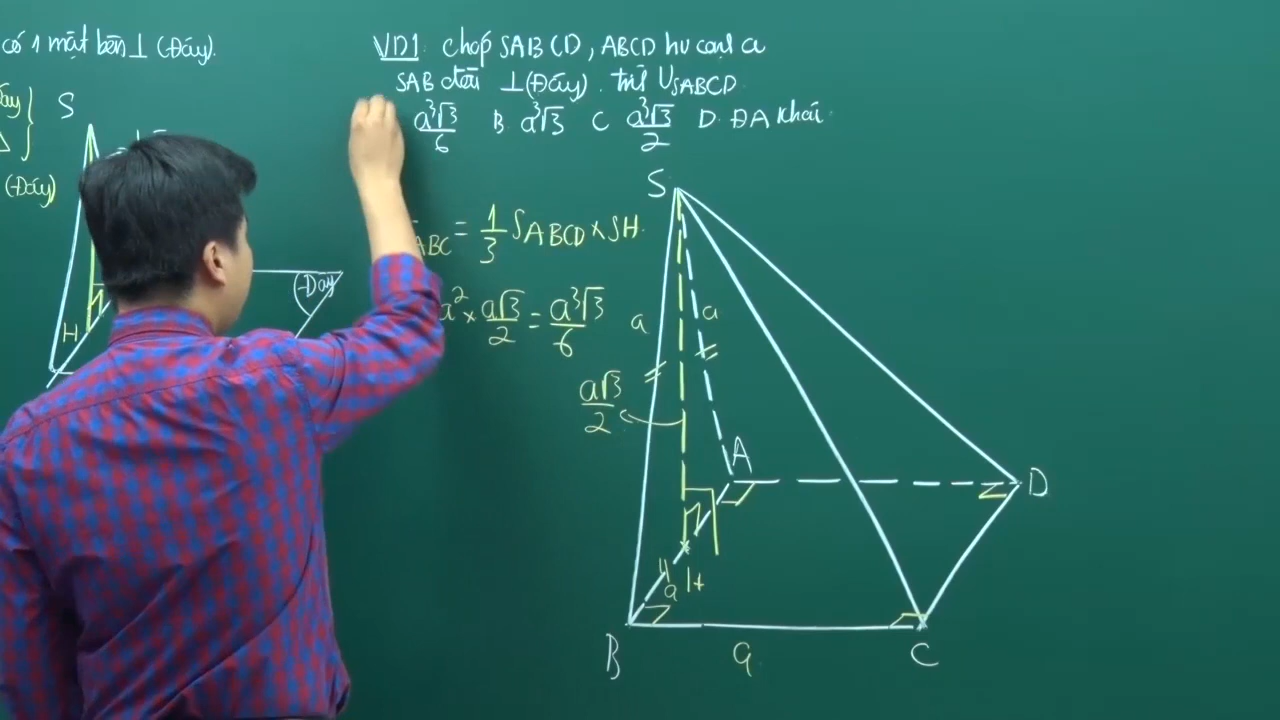 có 1 mặt bên ⊥ (Đáy).
S
(Đáy)
H
VD1: chóp SABCD, ABCD hv cạnh a
SAB đều ⊥ (Đáy). tính VSABCD
a³√3/6 B. a³√3 C a³√3/2 D. ĐA khác
ABC = 1/3 SABCD × SH.
a² × a√3/2 = a³√3/6
a√3/2
S
a
a
A
D
a
H
B
a
C